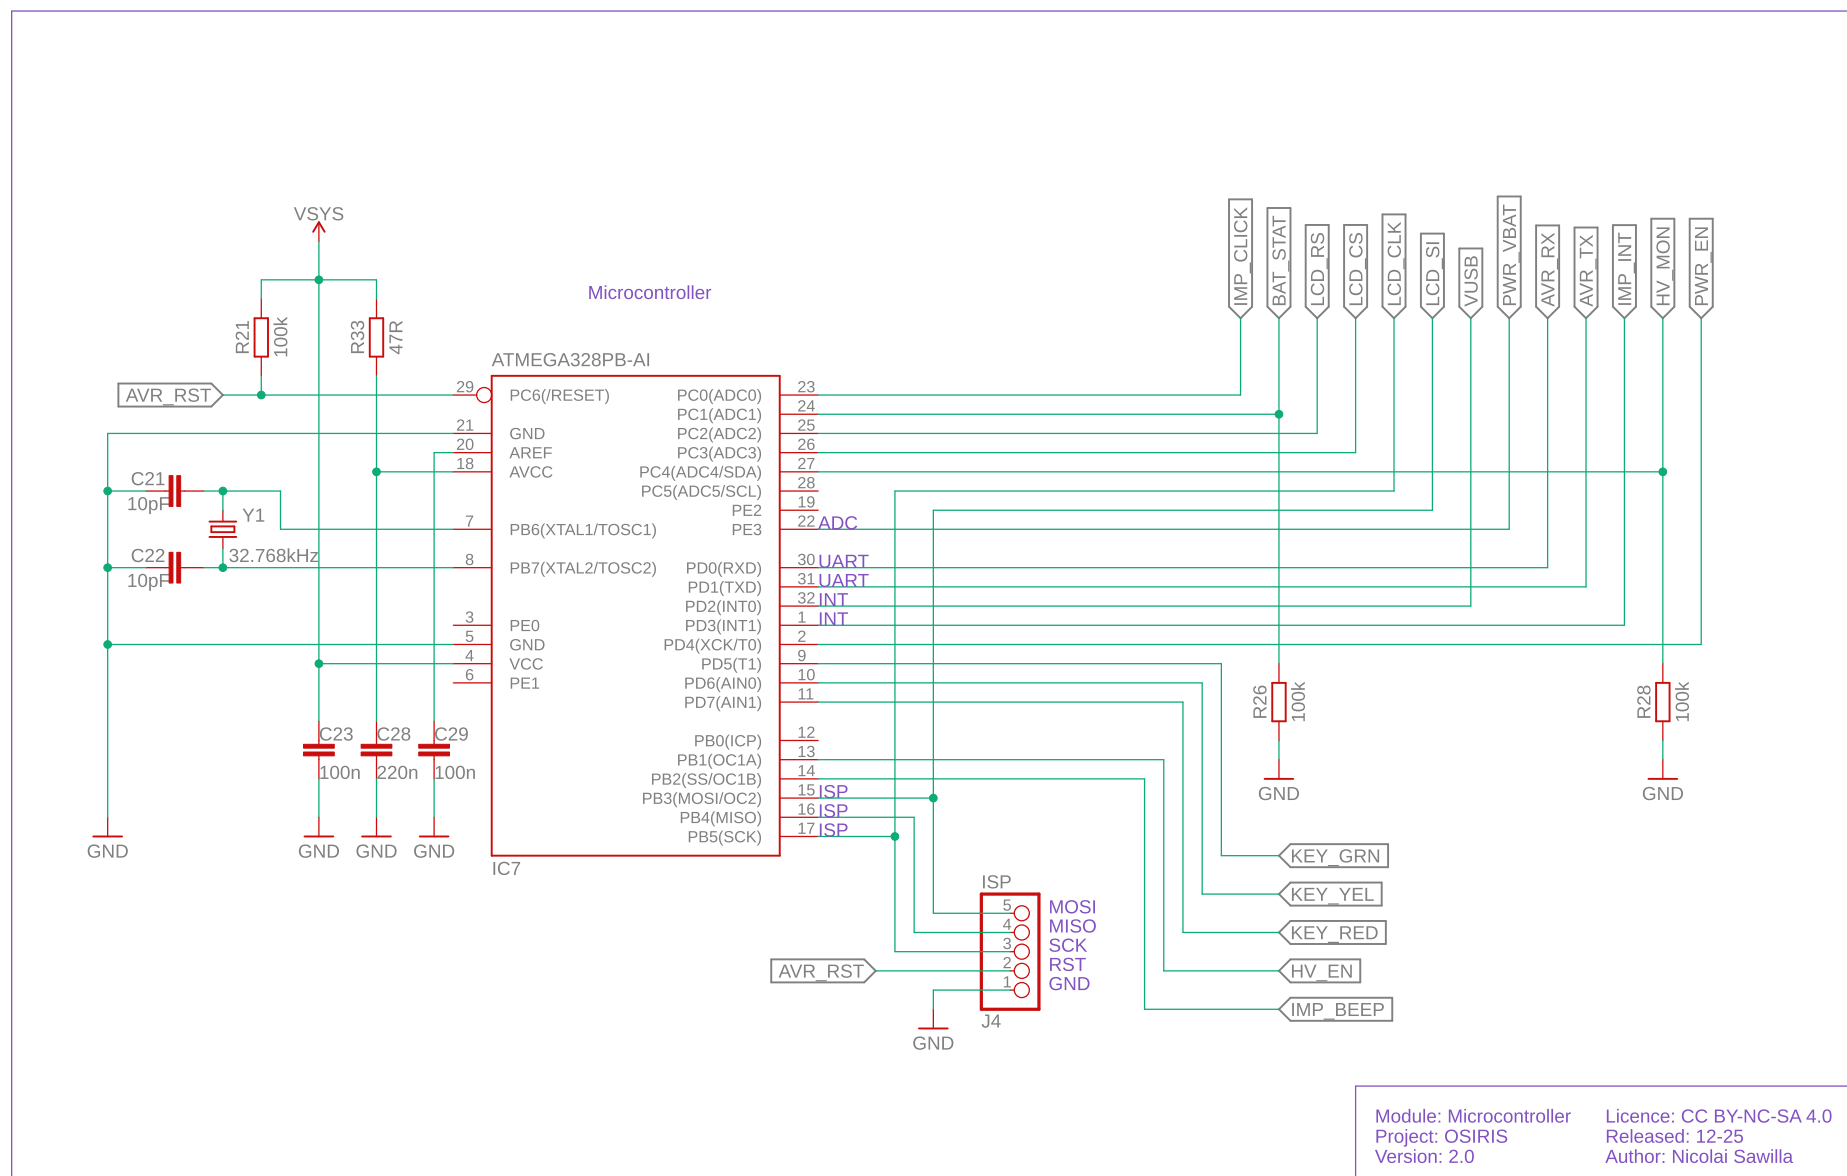 VSYS
IMP_CLICK
BAT_STAT
LCD_RS
LCD_CS
LCD_CLK
LCD_SI
VUSB
PWR_VBAT
AVR_RX
AVR_TX
IMP_INT
HV_MON
PWR_EN
Microcontroller
R21
100k
R33
47R
ATMEGA328PB-AI
AVR_RST
29 PC6(/RESET)
21 GND
20 AREF
18 AVCC
C21
10pF
Y1
32.768kHz
7 PB6(XTAL1/TOSC1)
C22
10pF
8 PB7(XTAL2/TOSC2)
3 PE0
5 GND
4 VCC
6 PE1
PC0(ADC0) 23
PC1(ADC1) 24
PC2(ADC2) 25
PC3(ADC3) 26
PC4(ADC4/SDA) 27
PC5(ADC5/SCL) 28
PE2 19
PE3 22 ADC
PD0(RXD) 30 UART
PD1(TXD) 31 UART
PD2(INT0) 32 INT
PD3(INT1) 1 INT
PD4(XCK/T0) 2
PD5(T1) 9
PD6(AIN0) 10
PD7(AIN1) 11
PB0(ICP) 12
PB1(OC1A) 13
PB2(SS/OC1B) 14
PB3(MOSI/OC2) 15 ISP
PB4(MISO) 16 ISP
PB5(SCK) 17 ISP
C23
100n
C28
220n
C29
100n
GND
GND
GND
GND
IC7
R26
100k
GND
R28
100k
GND
KEY_GRN
KEY_YEL
KEY_RED
HV_EN
IMP_BEEP
ISP
5 MOSI
4 MISO
3 SCK
AVR_RST
2 RST
1 GND
J4
GND
Module: Microcontroller
Project: OSIRIS
Version: 2.0
Licence: CC BY-NC-SA 4.0
Released: 12-25
Author: Nicolai Sawilla